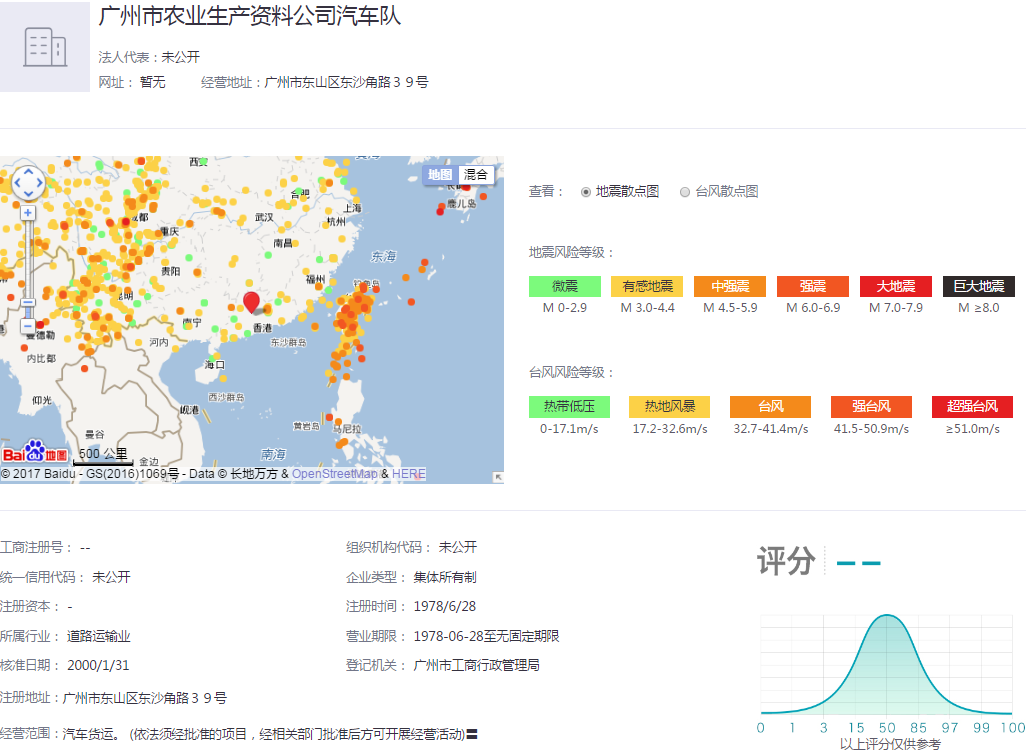 广州市农业生产资料公司汽车队
法人代表：未公开
网址： 暂无 经营地址：广州市东山区东沙角路３９号
地图 混合
查看： 地震散点图 台风散点图
地震风险等级：
微震 有感地震 中强震 强震 大地震 巨大地震
M 0-2.9 M 3.0-4.4 M 4.5-5.9 M 6.0-6.9 M 7.0-7.9 M ≥8.0
台风风险等级：
热带低压 热地风暴 台风 强台风 超强台风
0-17.1m/s 17.2-32.6m/s 32.7-41.4m/s 41.5-50.9m/s ≥51.0m/s
鹿儿岛
上海
武汉
杭州
重庆
南昌
东海
贵阳
福州
昆明
南宁
香港
河内
东沙群岛
内比都
海口
仰光
西沙群岛
岘港
黄岩岛
马尼拉
曼谷
南海
金边
500 公里
Baidu地图
© 2017 Baidu - GS(2016)1069号 - Data © 长地万方 & OpenStreetMap & HERE
工商注册号： -- 组织机构代码： 未公开
统一信用代码： 未公开 企业类型： 集体所有制
注册资本： - 注册时间： 1978/6/28
所属行业： 道路运输业 营业期限： 1978-06-28至无固定期限
核准日期： 2000/1/31 登记机关： 广州市工商行政管理局
注册地址：广州市东山区东沙角路３９号
经营范围：汽车货运。 (依法须经批准的项目，经相关部门批准后方可开展经营活动)〓
评分 --
0 1 3 15 50 85 97 99 100
以上评分仅供参考